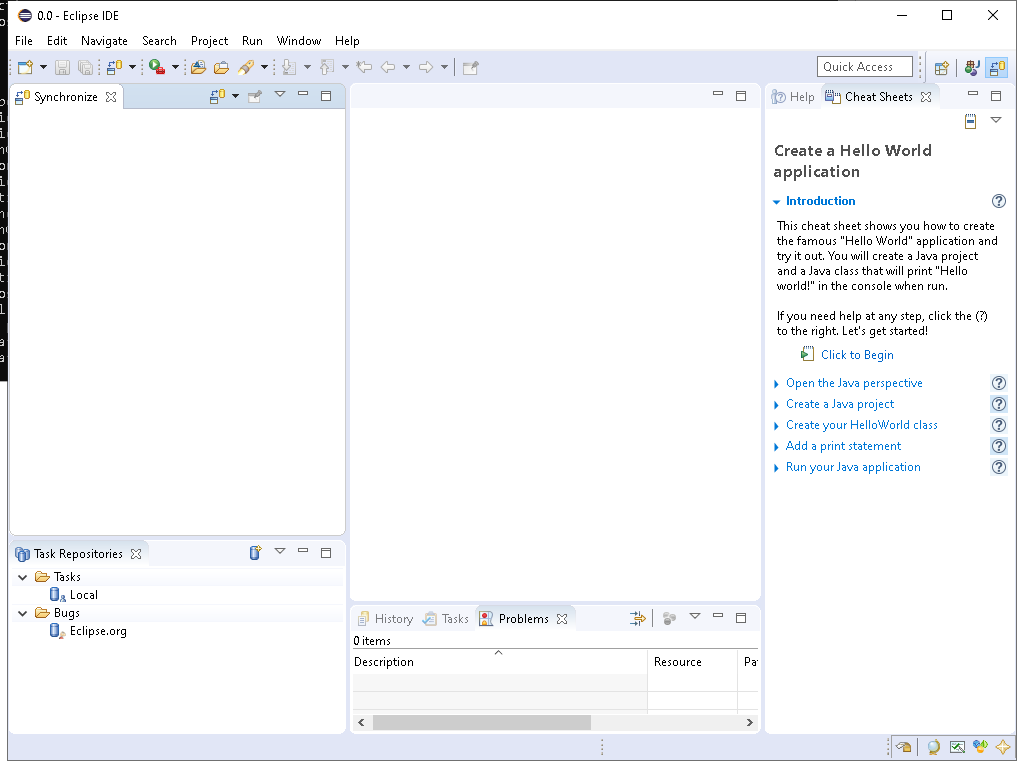 0.0 - Eclipse IDE
File Edit Navigate Search Project Run Window Help
Quick Access
Synchronize
Help Cheat Sheets
Create a Hello World
application
Introduction
This cheat sheet shows you how to create
the famous "Hello World" application and
try it out. You will create a Java project
and a Java class that will print "Hello
world!" in the console when run.
If you need help at any step, click the (?)
to the right. Let's get started!
Click to Begin
Open the Java perspective
Create a Java project
Create your HelloWorld class
Add a print statement
Run your Java application
Task Repositories
Tasks
Local
Bugs
Eclipse.org
History Tasks Problems
0 items
Description Resource